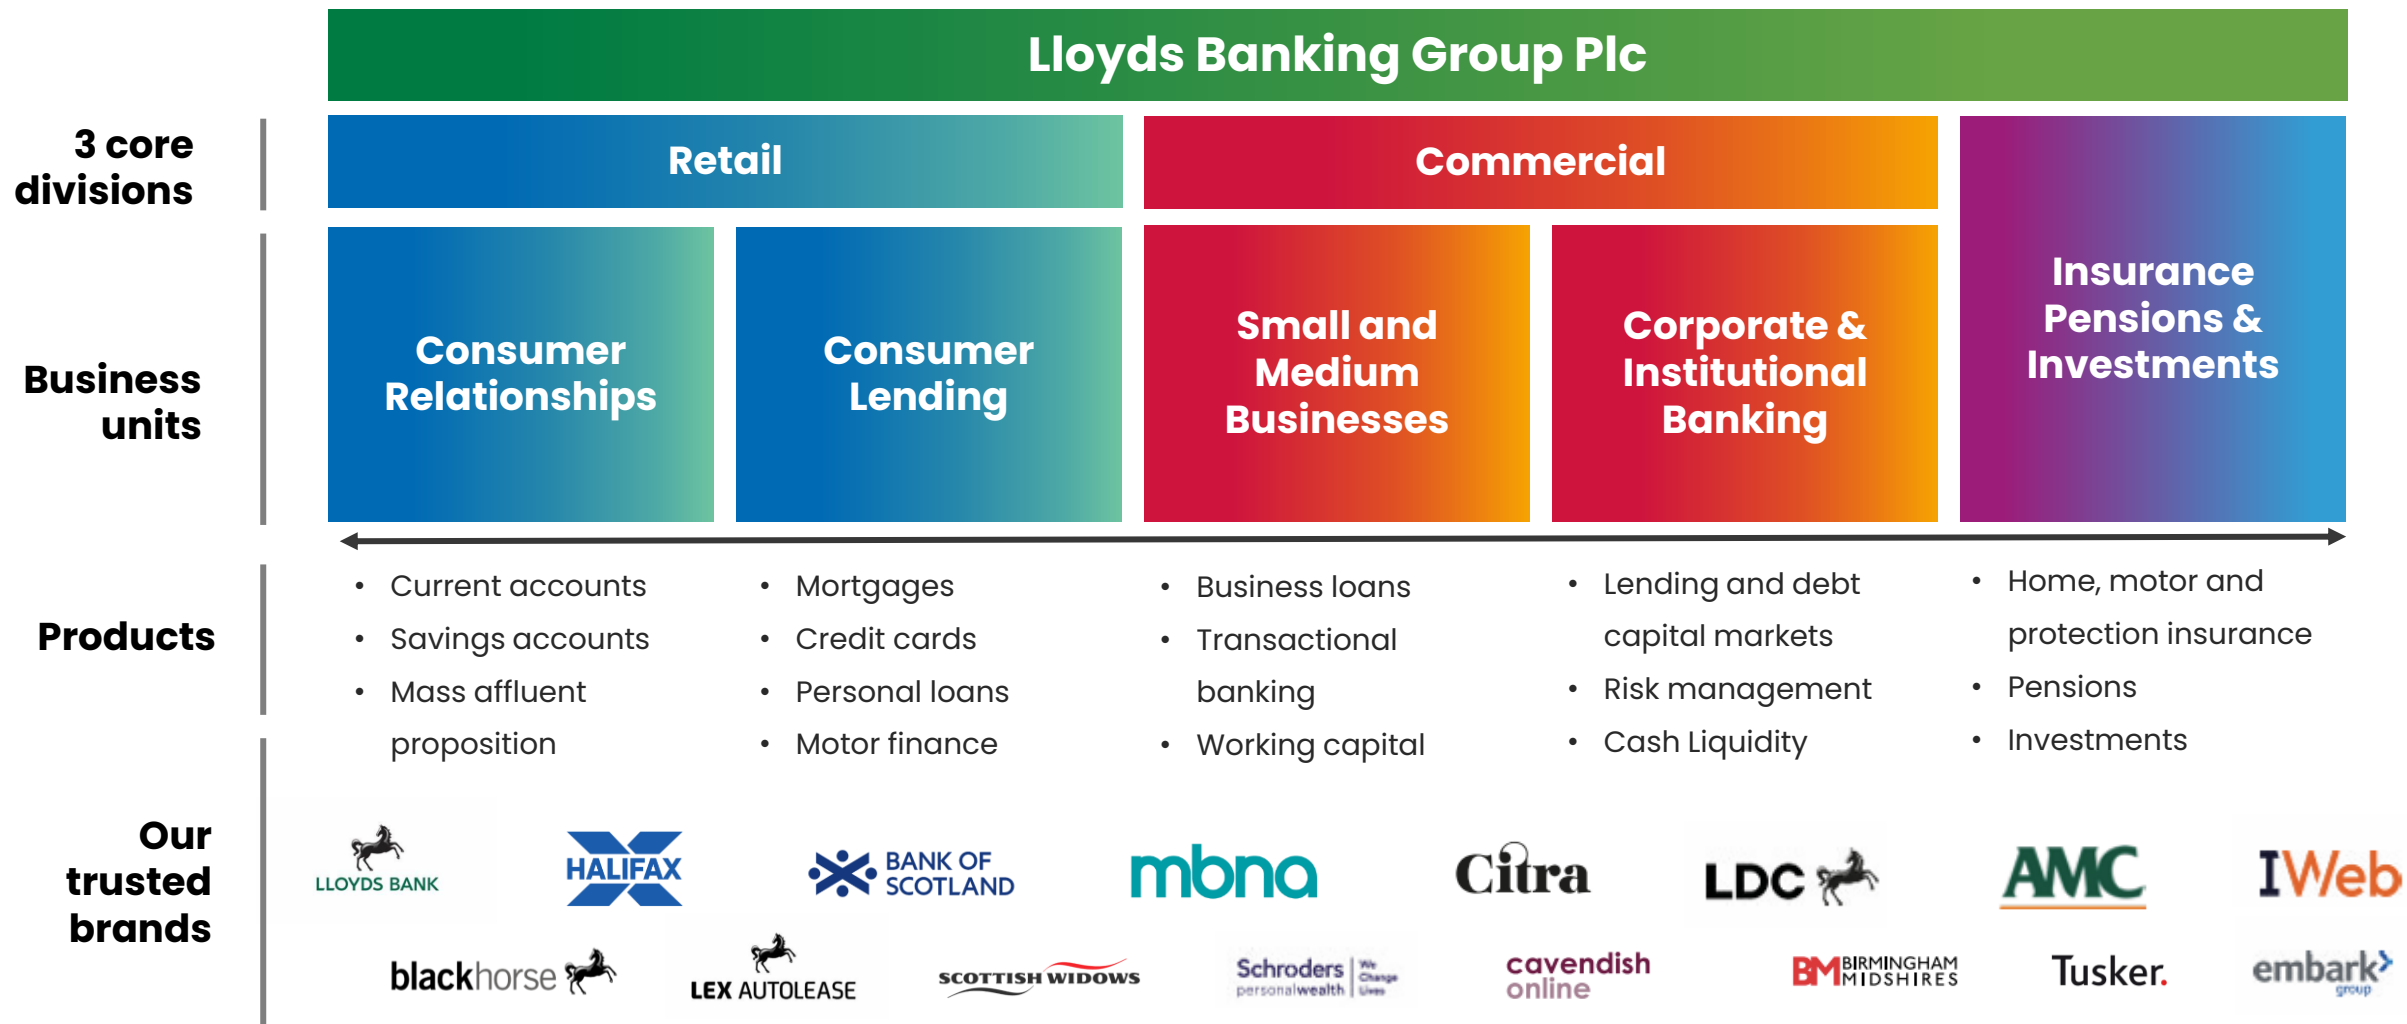 Lloyds Banking Group Plc
3 core
divisions
Retail
Commercial
Insurance
Pensions &
Investments
Business
units
Consumer
Relationships
Consumer
Lending
Small and
Medium
Businesses
Corporate &
Institutional
Banking
Products
• Current accounts
• Savings accounts
• Mass affluent
proposition
• Mortgages
• Credit cards
• Personal loans
• Motor finance
• Business loans
• Transactional
banking
• Working capital
• Lending and debt
capital markets
• Risk management
• Cash Liquidity
• Home, motor and
protection insurance
• Pensions
• Investments
Our
trusted
brands
LLOYDS BANK
HALIFAX
BANK OF
SCOTLAND
mbna
Citra
LDC
AMC
IWeb
blackhorse
LEX AUTOLEASE
SCOTTISH WIDOWS
Schroders
personalwealth
We
Change
Lives
cavendish
online
BM BIRMINGHAM
MIDSHIRES
Tusker.
embark
group